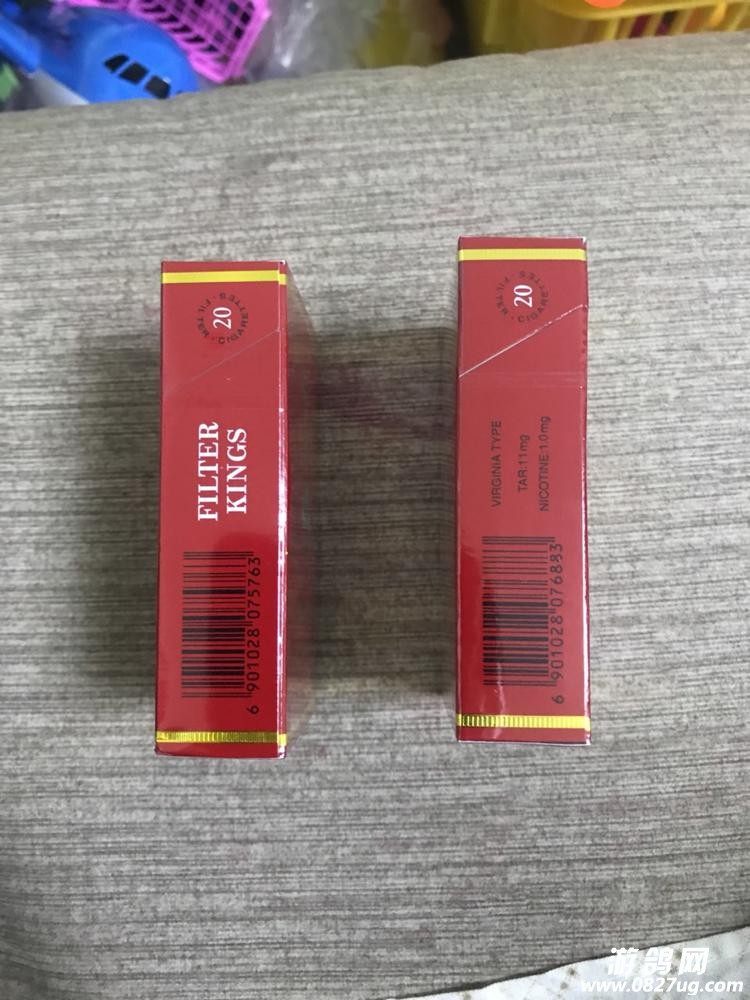 20
FILTER · CIGARETTES ·
FILTER
KINGS
6 901028 075763
20
FILTER · CIGARETTES ·
VIRGINIA TYPE
TAR:11mg
NICOTINE:1.0mg
6 901028 076883
游鸽网
www.0827ug.com